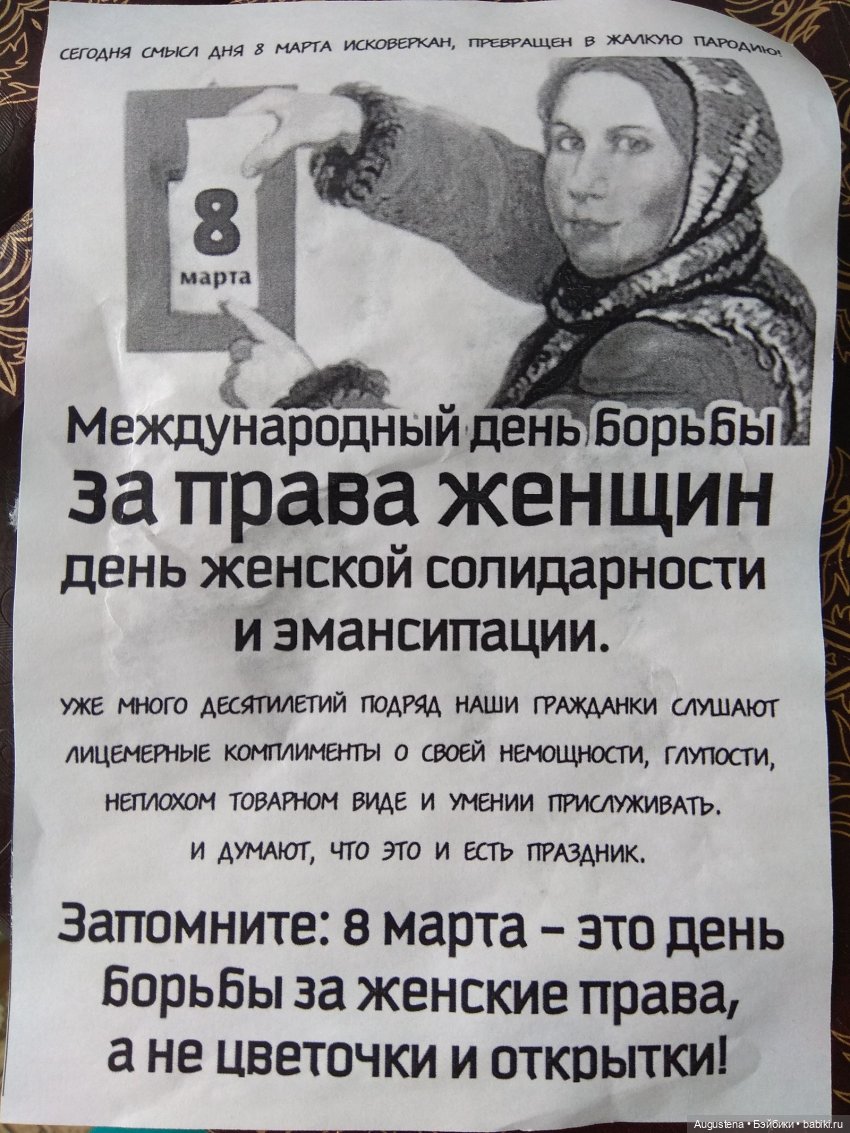 СЕГОДНЯ СМЫСЛ ДНЯ 8 МАРТА ИСКОВЕРКАН, ПРЕВРАЩЕН В ЖАЛКУЮ ПАРОДИЮ!
8
марта
Международный день борьбы
за права женщин
день женской солидарности
и эмансипации.
УЖЕ МНОГО ДЕСЯТИЛЕТИЙ ПОДРЯД НАШИ ГРАЖДАНКИ СЛУШАЮТ
ЛИЦЕМЕРНЫЕ КОМПЛИМЕНТЫ О СВОЕЙ НЕМОЩНОСТИ, ГЛУПОСТИ,
НЕПЛОХОМ ТОВАРНОМ ВИДЕ И УМЕНИИ ПРИСЛУЖИВАТЬ.
И ДУМАЮТ, ЧТО ЭТО И ЕСТЬ ПРАЗДНИК.
Запомните: 8 марта – это день
борьбы за женские права,
а не цветочки и открытки!
Augustena • Бэйбики • babiki.ru